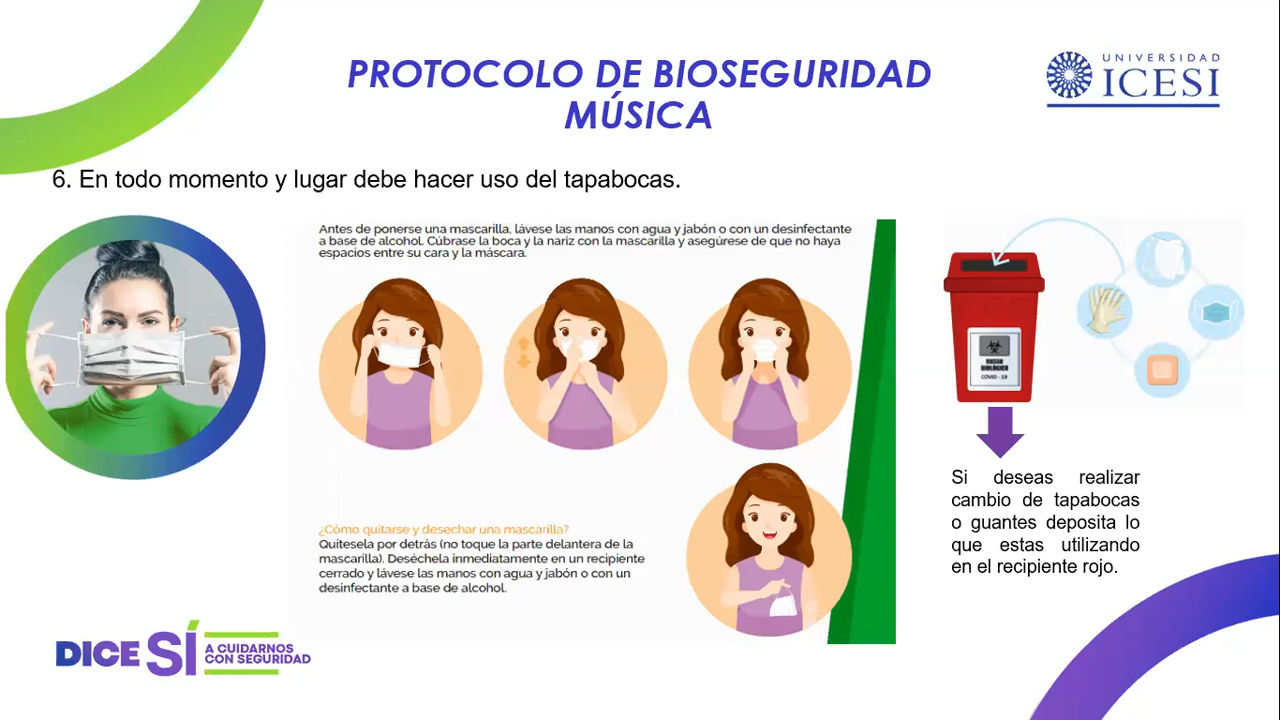 PROTOCOLO DE BIOSEGURIDAD
MÚSICA
UNIVERSIDAD
ICESI
6. En todo momento y lugar debe hacer uso del tapabocas.
Antes de ponerse una mascarilla, lávese las manos con agua y jabón o con un desinfectante
a base de alcohol. Cúbrase la boca y la nariz con la mascarilla y asegúrese de que no haya
espacios entre su cara y la máscara.
¿Cómo quitarse y desechar una mascarilla?
Quítesela por detrás (no toque la parte delantera de la
mascarilla). Deséchela inmediatamente en un recipiente
cerrado y lávese las manos con agua y jabón o con un
desinfectante a base de alcohol.
RIESGO
BIOLÓGICO
COVID - 19
Si deseas realizar
cambio de tapabocas
o guantes deposita lo
que estas utilizando
en el recipiente rojo.
DICE SÍ
A CUIDARNOS
CON SEGURIDAD